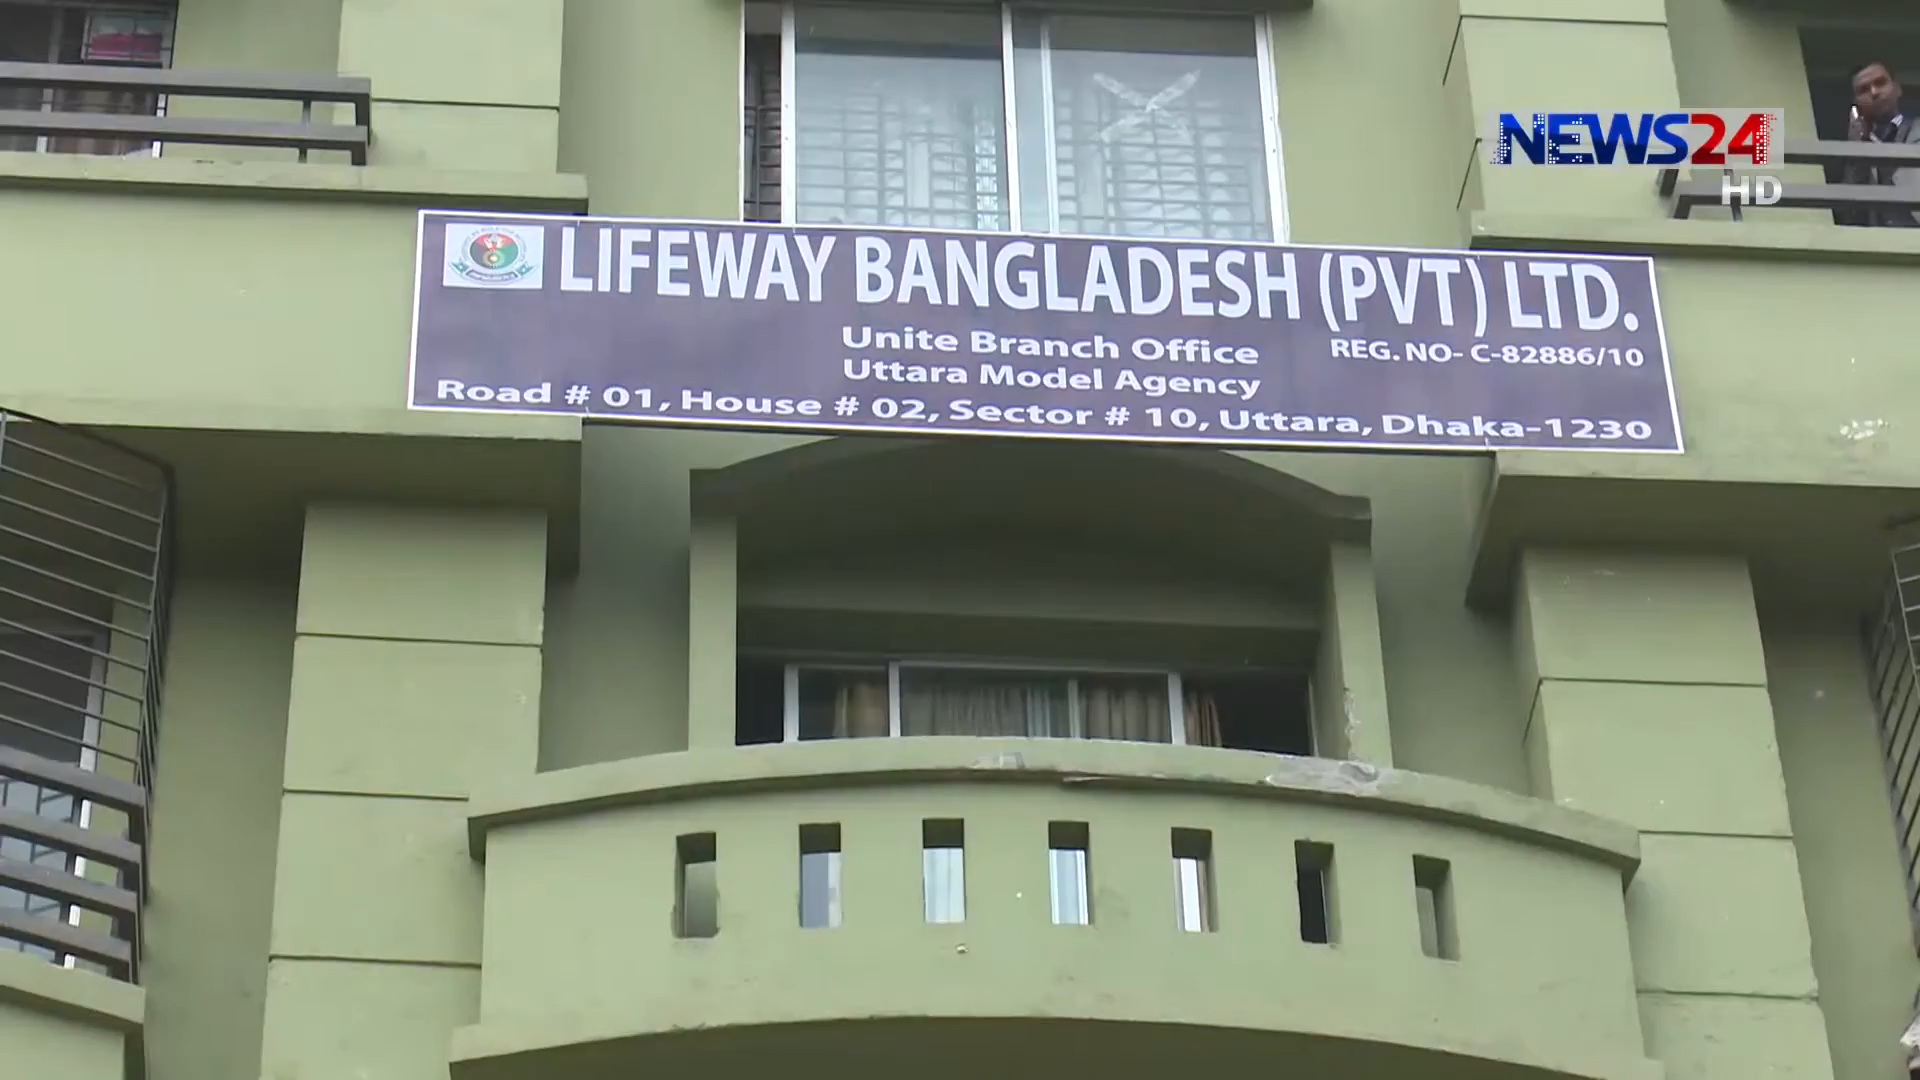 NEWS24
HD
LIFEWAY BANGLADESH (PVT) LTD.
REG. NO- C-82886/10
Unite Branch Office
Uttara Model Agency
Road # 01, House # 02, Sector # 10, Uttara, Dhaka-1230